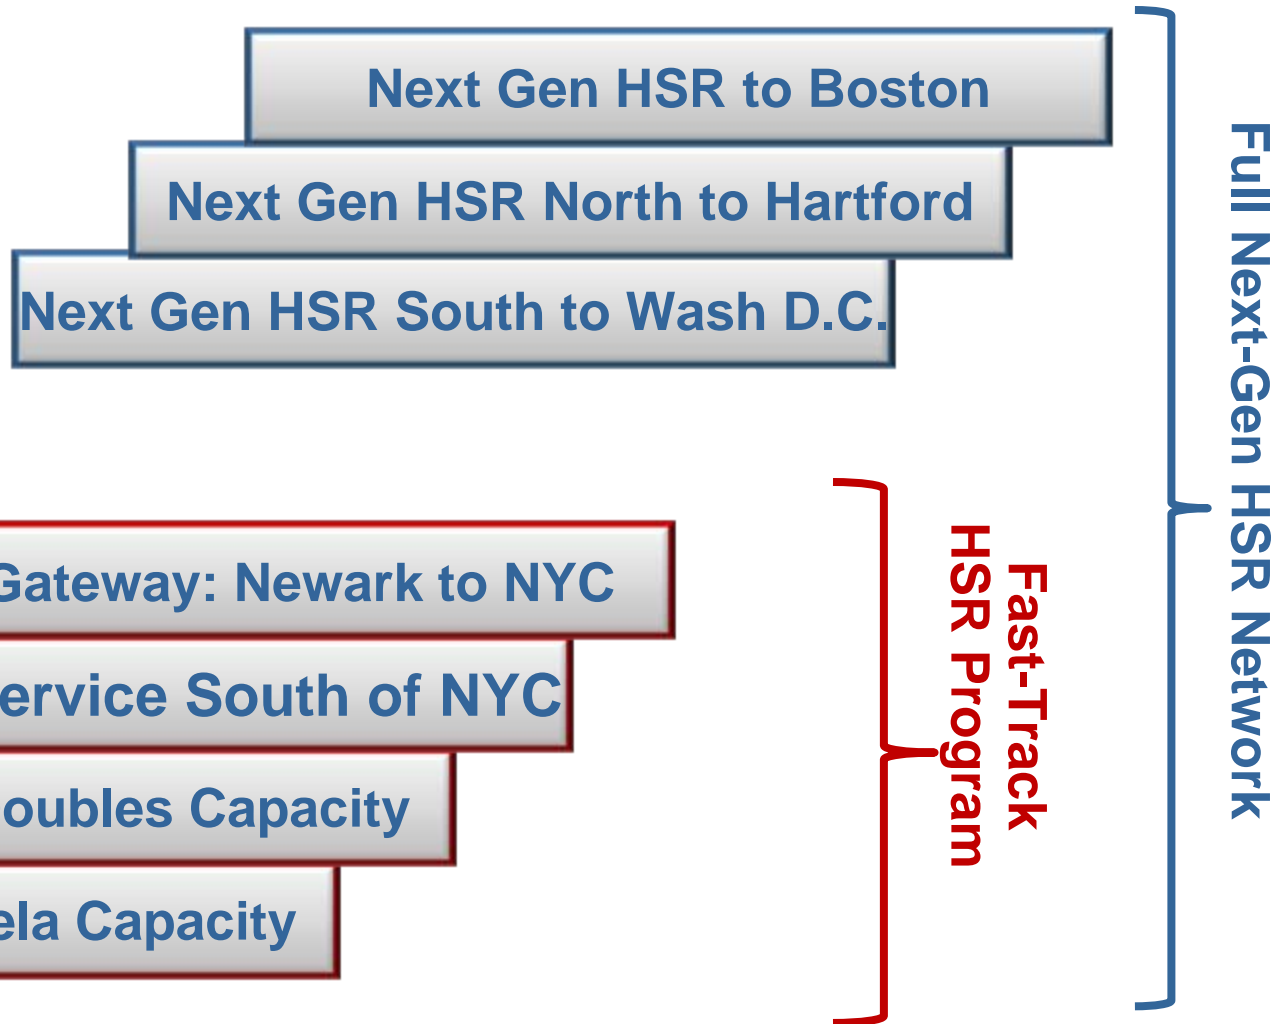 Next Gen HSR to Boston
Next Gen HSR North to Hartford
Next Gen HSR South to Wash D.C.
Gateway: Newark to NYC
ervice South of NYC
oubles Capacity
ela Capacity
Fast-Track
HSR Program
Full Next-Gen HSR Network